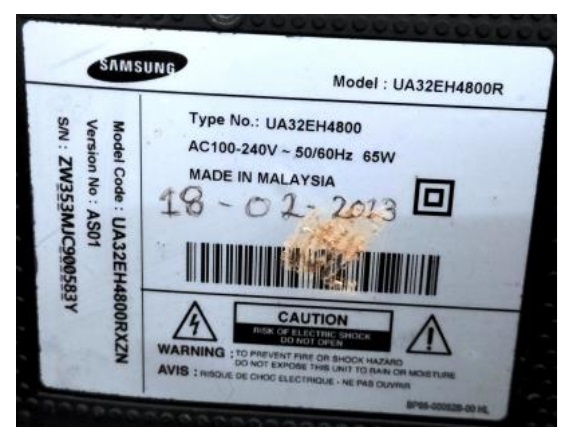 SAMSUNG
Model : UA32EH4800R
Type No.: UA32EH4800
AC100-240V ~ 50/60Hz 65W
MADE IN MALAYSIA
18-02-2023
Model Code : UA32EH4800RXZN
Version No : AS01
S/N : ZW353MJC900583Y
CAUTION
RISK OF ELECTRIC SHOCK
DO NOT OPEN
WARNING : TO PREVENT FIRE OR SHOCK HAZARD
DO NOT EXPOSE THIS UNIT TO RAIN OR MOISTURE
AVIS : RISQUE DE CHOC ELECTRIQUE - NE PAS OUVRIR